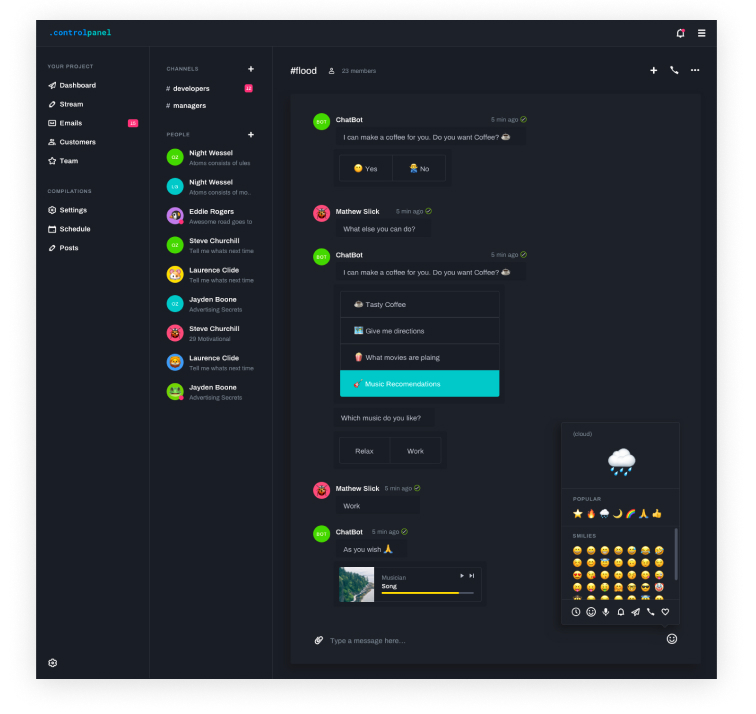 .controlpanel
YOUR PROJECT
Dashboard
Stream
Emails
Customers
Team
COMPILATIONS
Settings
Schedule
Posts
CHANNELS
# developers
12
# managers
PEOPLE
OZ
Night Wessel
Atoms consists of ules
Night Wessel
Atoms consists of mo..
Eddie Rogers
Awesome road goes to
OZ
Steve Churchill
Tell me whats next time
Laurence Clide
Tell me whats next time
OZ
Jayden Boone
Advertising Secrets
Steve Churchill
29 Motivational
Laurence Clide
Tell me whats next time
Jayden Boone
Advertising Secrets
#flood
23 members
BOT
ChatBot
5 min ago
I can make a coffee for you. Do you want Coffee?
Yes
No
Mathew Slick
5 min ago
What else you can do?
BOT
ChatBot
5 min ago
I can make a coffee for you. Do you want Coffee?
Tasty Coffee
Give me directions
What movies are plaing
Music Recomendations
Which music do you like?
Relax
Work
Mathew Slick
5 min ago
Work
BOT
ChatBot
5 min ago
As you wish
Musician
Song
Type a message here...
(cloud)
POPULAR
SMILIES